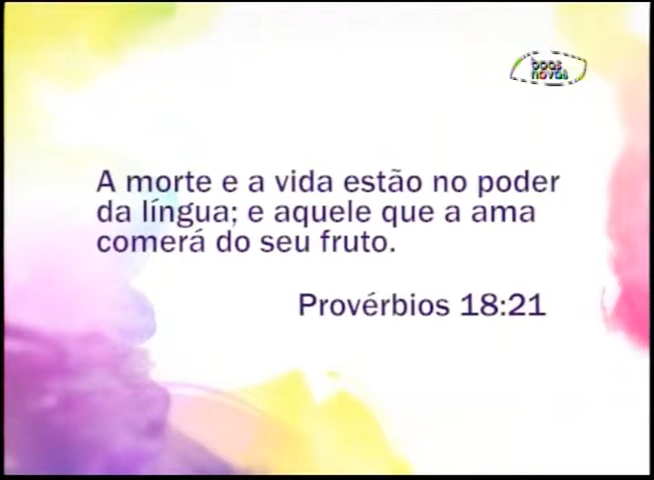 boas
novas
A morte e a vida estão no poder
da língua; e aquele que a ama
comerá do seu fruto.
Provérbios 18:21